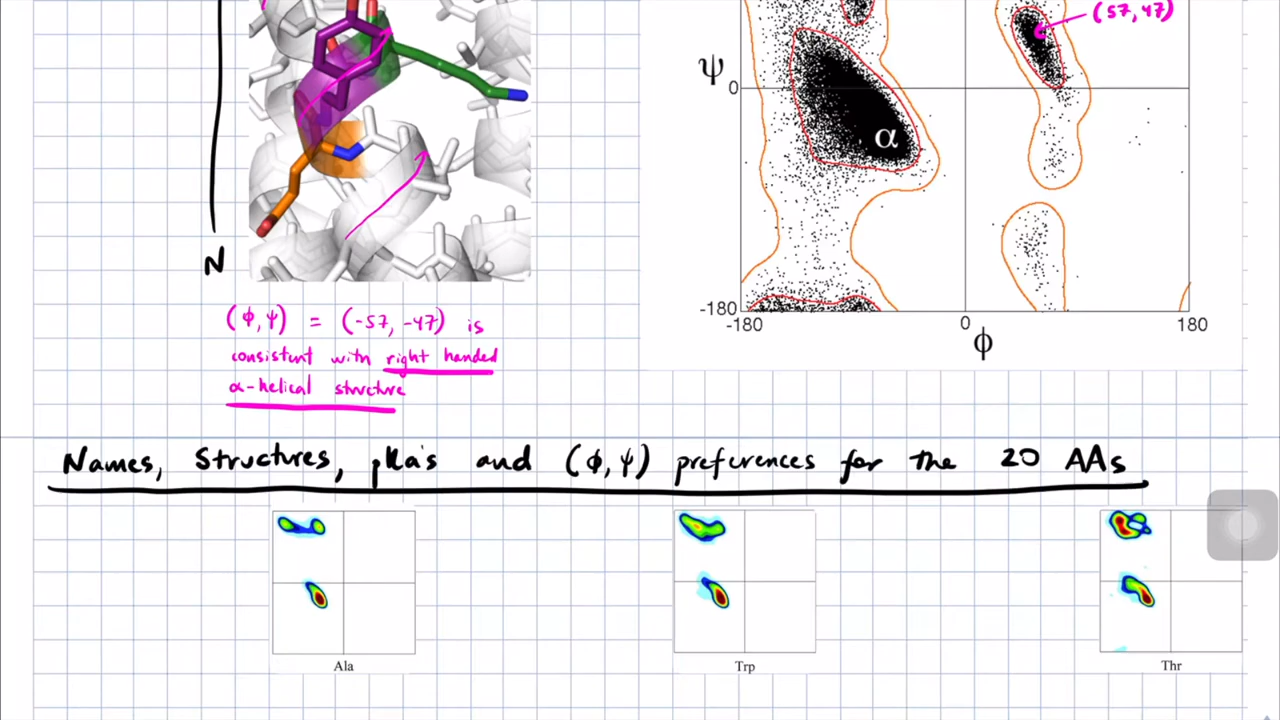 (57,47)
ψ
0
α
N
-180
-180
0
180
ϕ
(ϕ,ψ) = (-57, -47) is
consistent with right handed
α-helical structure
Names, Structures, pKa's and (ϕ,ψ) preferences for the 20 AAs
Ala
Trp
Thr